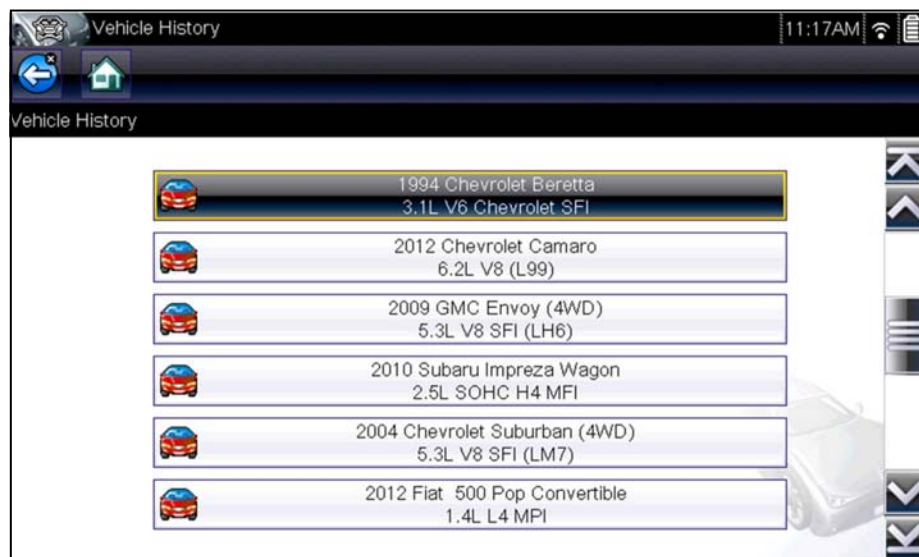 Vehicle History
11:17AM
Vehicle History
1994 Chevrolet Beretta
3.1L V6 Chevrolet SFI
2012 Chevrolet Camaro
6.2L V8 (L99)
2009 GMC Envoy (4WD)
5.3L V8 SFI (LH6)
2010 Subaru Impreza Wagon
2.5L SOHC H4 MFI
2004 Chevrolet Suburban (4WD)
5.3L V8 SFI (LM7)
2012 Fiat  500 Pop Convertible
1.4L L4 MPI